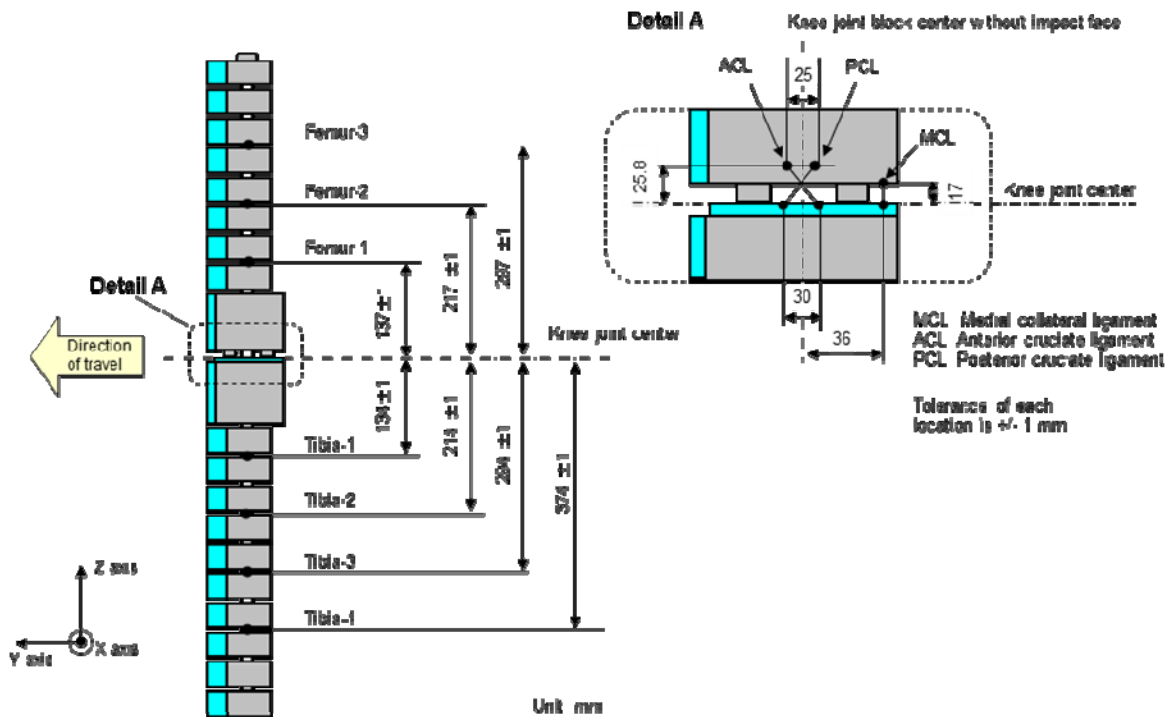 Detail A
Knee joint block center without impact face
ACL
25
PCL
MCL
25.8
17
Knee joint center
30
36
MCL Medial collateral ligament
ACL Anterior cruciate ligament
PCL Posterior cruciate ligament
Tolerance of each
location is +/- 1 mm
Femur-3
Femur-2
Femur 1
297 ±1
217 ±1
137±
Detail A
Knee joint center
Direction
of travel
134±1
214 ±1
294 ±1
374 ±1
Tibia-1
Tibia-2
Tibia-3
Tibia-1
Z axis
Y axis
X axis
Unit mm